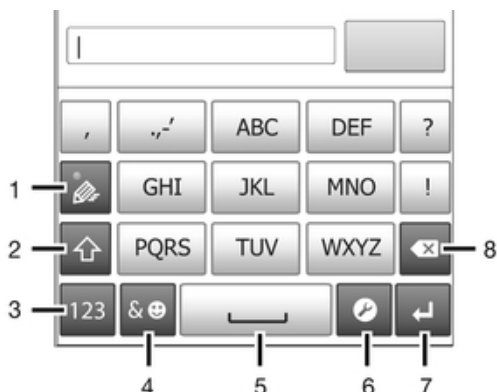 , .,-′ ABC DEF ?
1 GHI JKL MNO !
2 PQRS TUV WXYZ 8
3 123 &
4 5 6 7